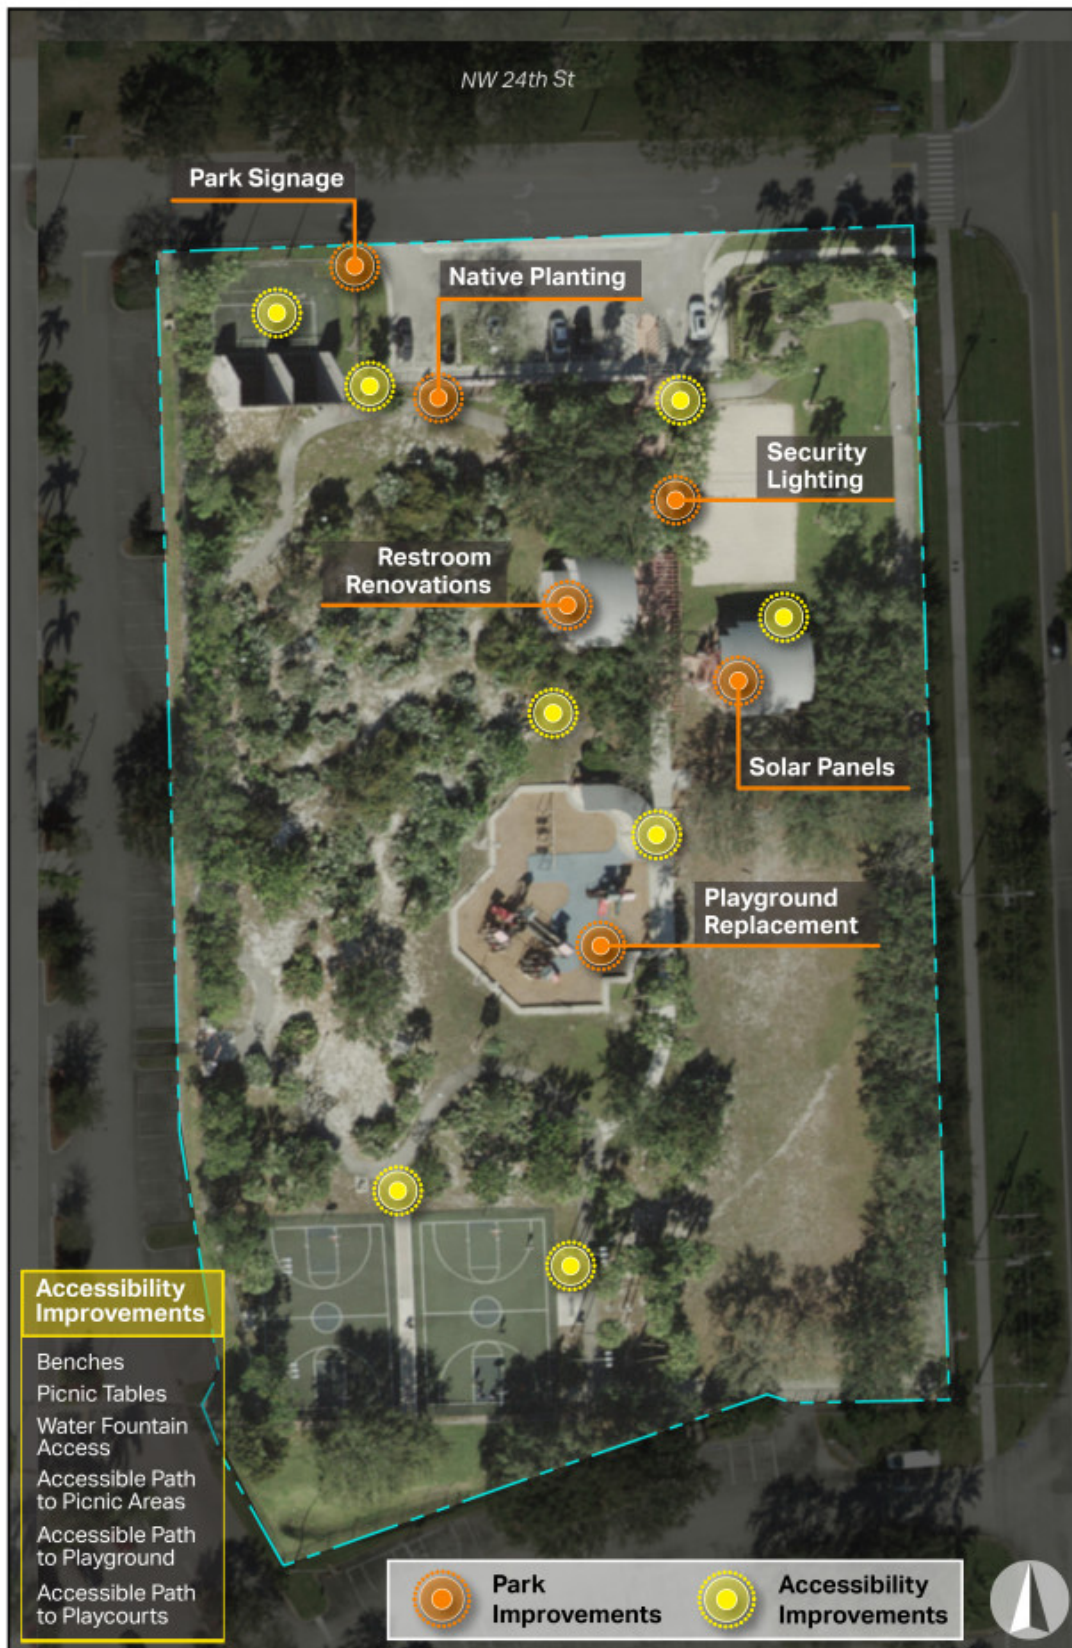 NW 24th St
Park Signage
Native Planting
Security
Lighting
Restroom
Renovations
Solar Panels
Playground
Replacement
Accessibility
Improvements
Benches
Picnic Tables
Water Fountain
Access
Accessible Path
to Picnic Areas
Accessible Path
to Playground
Accessible Path
to Playcourts
Park
Improvements
Accessibility
Improvements